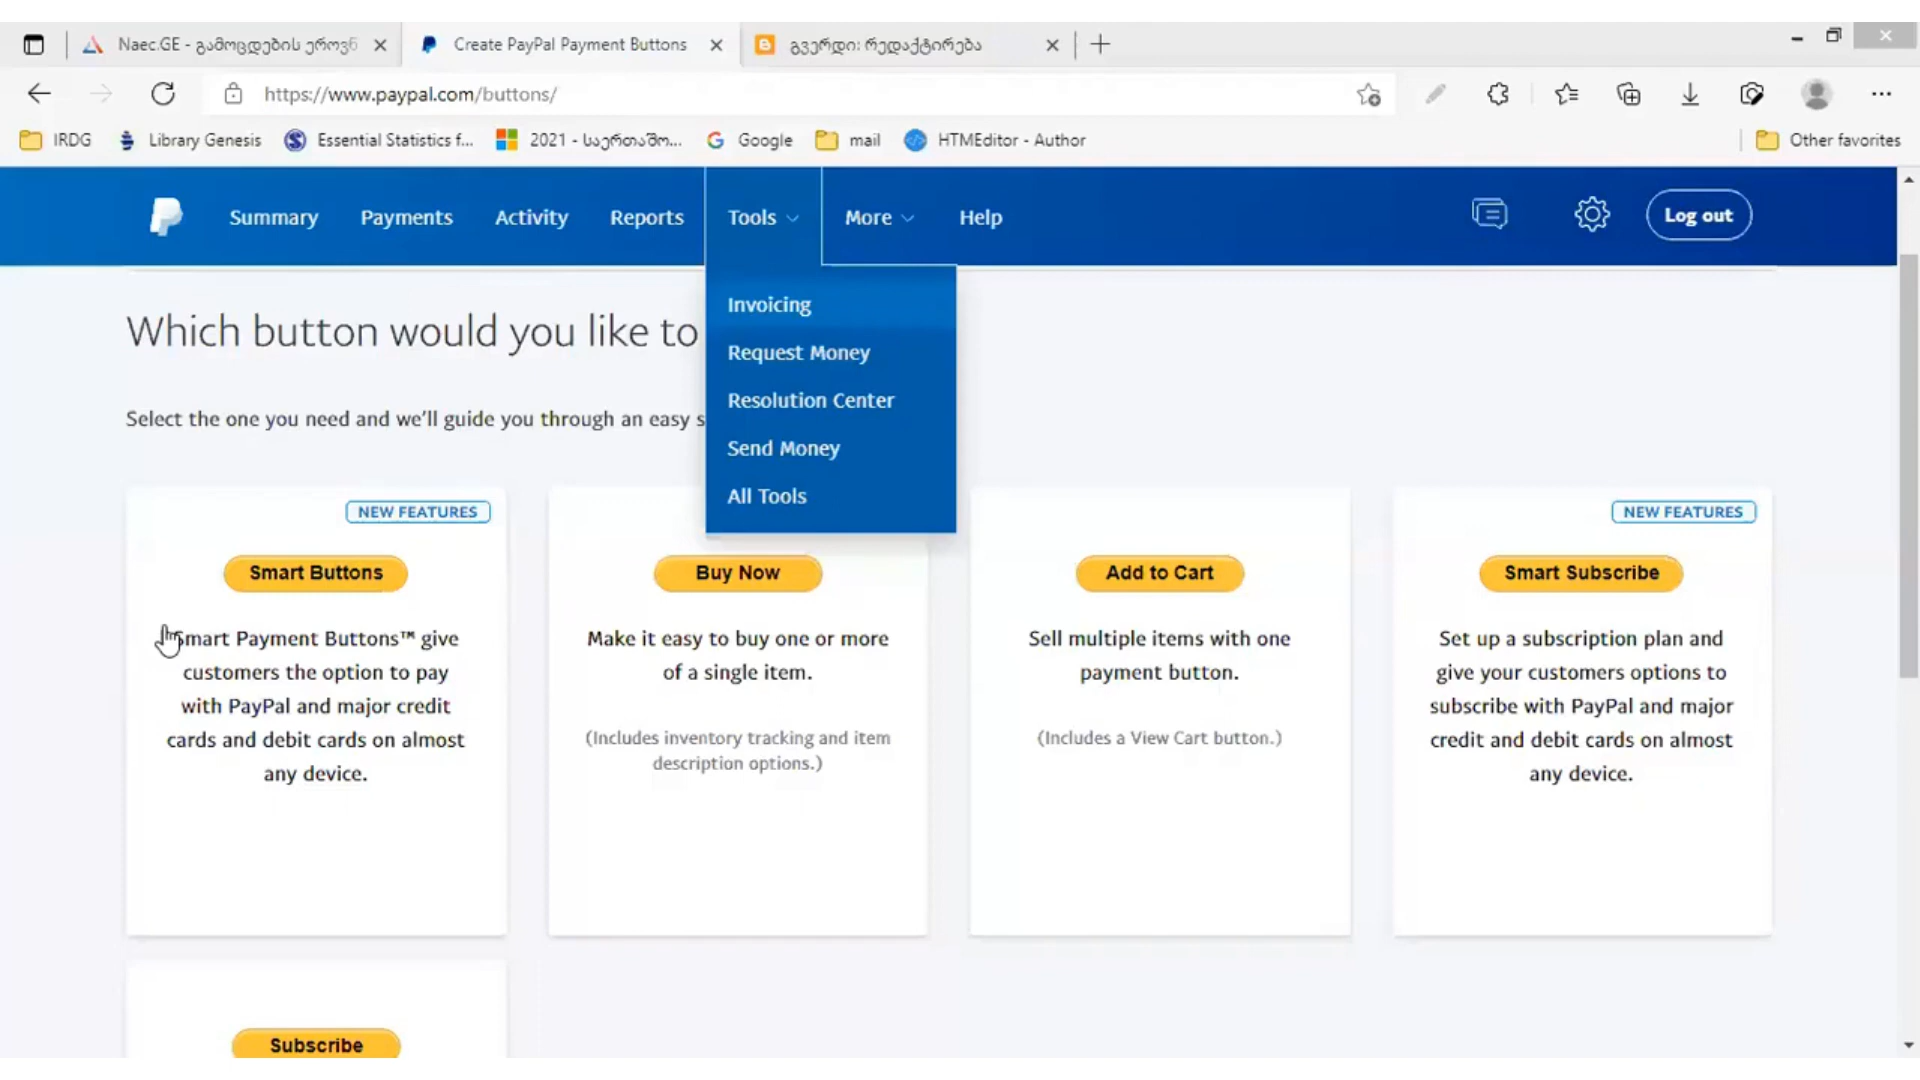 Naec.GE - გამოცდების ეროვნ
Create PayPal Payment Buttons
გვერდი: რედაქტირება
https://www.paypal.com/buttons/
IRDG
Library Genesis
Essential Statistics f...
2021 - საერთაშო...
Google
mail
HTMEditor - Author
Other favorites
Summary
Payments
Activity
Reports
Tools
More
Help
Log out
Invoicing
Request Money
Resolution Center
Send Money
All Tools
Which button would you like to
Select the one you need and we'll guide you through an easy s
NEW FEATURES
Smart Buttons
Smart Payment Buttons™ give
customers the option to pay
with PayPal and major credit
cards and debit cards on almost
any device.
Buy Now
Make it easy to buy one or more
of a single item.
(Includes inventory tracking and item
description options.)
Add to Cart
Sell multiple items with one
payment button.
(Includes a View Cart button.)
NEW FEATURES
Smart Subscribe
Set up a subscription plan and
give your customers options to
subscribe with PayPal and major
credit and debit cards on almost
any device.
Subscribe